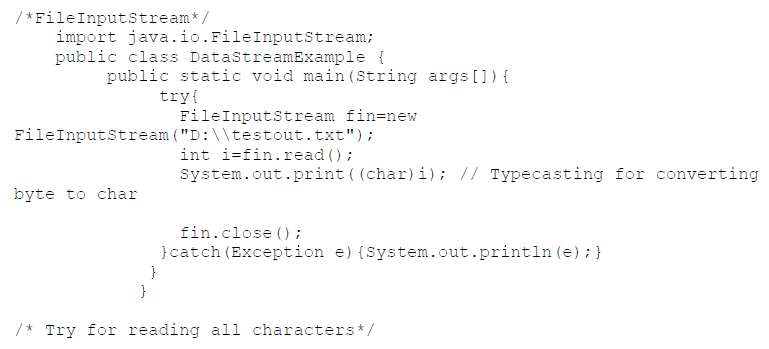 /*FileInputStream*/
import java.io.FileInputStream;
public class DataStreamExample {
public static void main(String args[]){
try{
FileInputStream fin=new
FileInputStream("D:\\testout.txt");
int i=fin.read();
System.out.print((char)i); // Typecasting for converting
byte to char
fin.close();
}catch(Exception e){System.out.println(e);}
}
}
/* Try for reading all characters*/